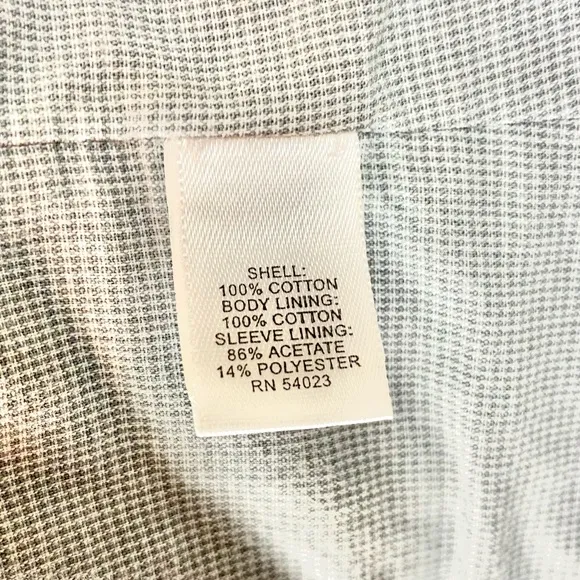 SHELL:
100% COTTON
BODY LINING:
100% COTTON
SLEEVE LINING:
86% ACETATE
14% POLYESTER
RN 54023